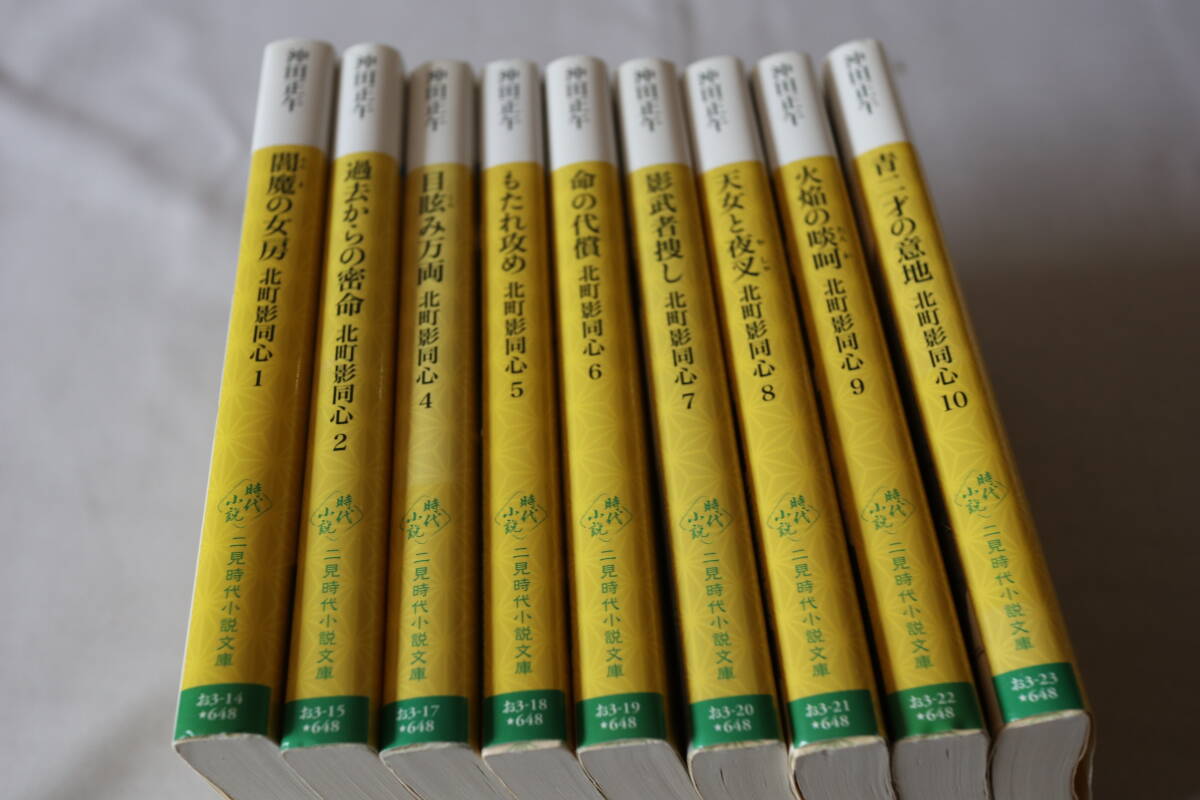 沖田正午
閻魔の女房 北町影同心 1
時代小説
二見時代小説文庫
お3-14
*648
沖田正午
過去からの密命 北町影同心 2
時代小説
二見時代小説文庫
お3-15
*648
沖田正午
目眩み万両 北町影同心 4
時代小説
二見時代小説文庫
お3-17
*648
沖田正午
もたれ攻め 北町影同心 5
時代小説
二見時代小説文庫
お3-18
*648
沖田正午
命の代償 北町影同心 6
時代小説
二見時代小説文庫
お3-19
*648
沖田正午
影武者捜し 北町影同心 7
時代小説
二見時代小説文庫
お3-20
*648
沖田正午
天女と夜叉 北町影同心 8
時代小説
二見時代小説文庫
お3-21
*648
沖田正午
火焔の啖呵 北町影同心 9
時代小説
二見時代小説文庫
お3-22
*648
沖田正午
青二才の意地 北町影同心 10
時代小説
二見時代小説文庫
お3-23
*648